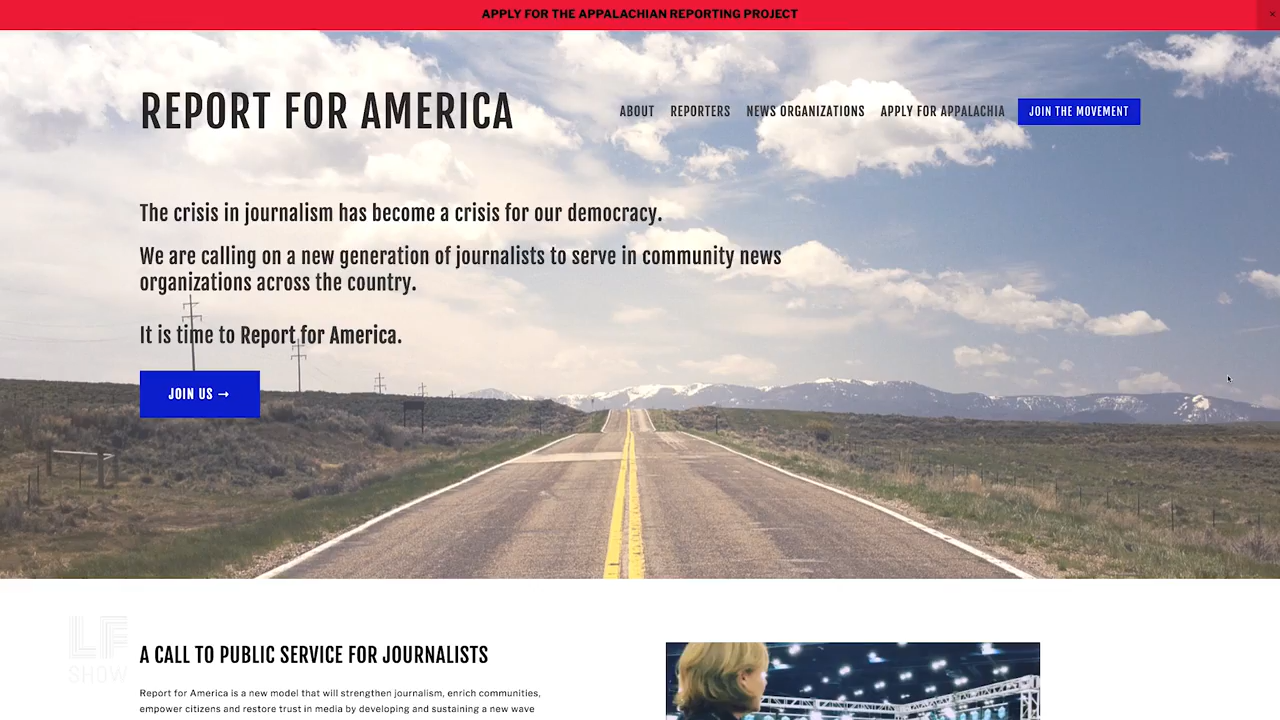 APPLY FOR THE APPALACHIAN REPORTING PROJECT
×
REPORT FOR AMERICA
ABOUT REPORTERS NEWS ORGANIZATIONS APPLY FOR APPALACHIA JOIN THE MOVEMENT
The crisis in journalism has become a crisis for our democracy.
We are calling on a new generation of journalists to serve in community news
organizations across the country.
It is time to Report for America.
JOIN US →
LF
SHOW
A CALL TO PUBLIC SERVICE FOR JOURNALISTS
Report for America is a new model that will strengthen journalism, enrich communities,
empower citizens and restore trust in media by developing and sustaining a new wave